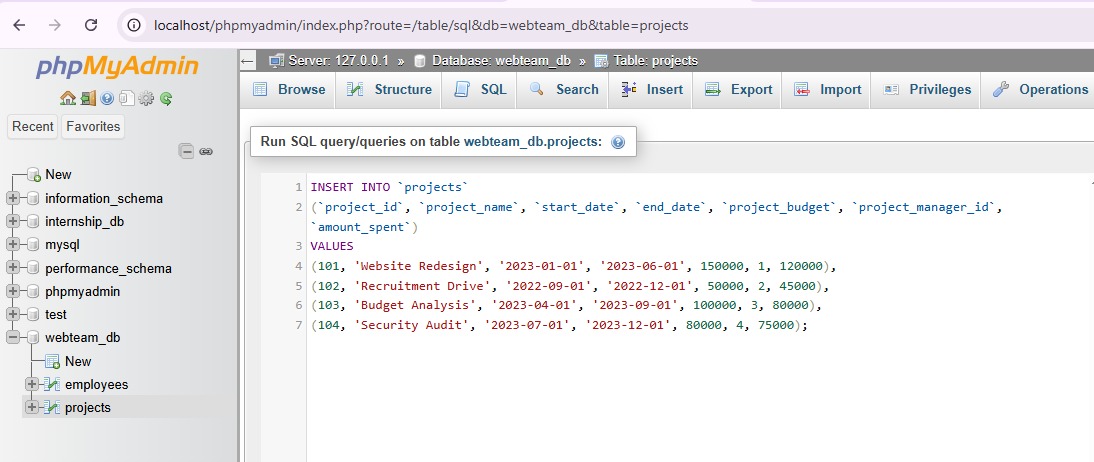 localhost/phpmyadmin/index.php?route=/table/sql&db=webteam_db&table=projects
phpMyAdmin
Recent Favorites
New
information_schema
internship_db
mysql
performance_schema
phpmyadmin
test
webteam_db
New
employees
projects
Server: 127.0.0.1 » Database: webteam_db » Table: projects
Browse Structure SQL Search Insert Export Import Privileges Operations
Run SQL query/queries on table webteam_db.projects:
1 INSERT INTO `projects`
2 (`project_id`, `project_name`, `start_date`, `end_date`, `project_budget`, `project_manager_id`,
`amount_spent`)
3 VALUES
4 (101, 'Website Redesign', '2023-01-01', '2023-06-01', 150000, 1, 120000),
5 (102, 'Recruitment Drive', '2022-09-01', '2022-12-01', 50000, 2, 45000),
6 (103, 'Budget Analysis', '2023-04-01', '2023-09-01', 100000, 3, 80000),
7 (104, 'Security Audit', '2023-07-01', '2023-12-01', 80000, 4, 75000);